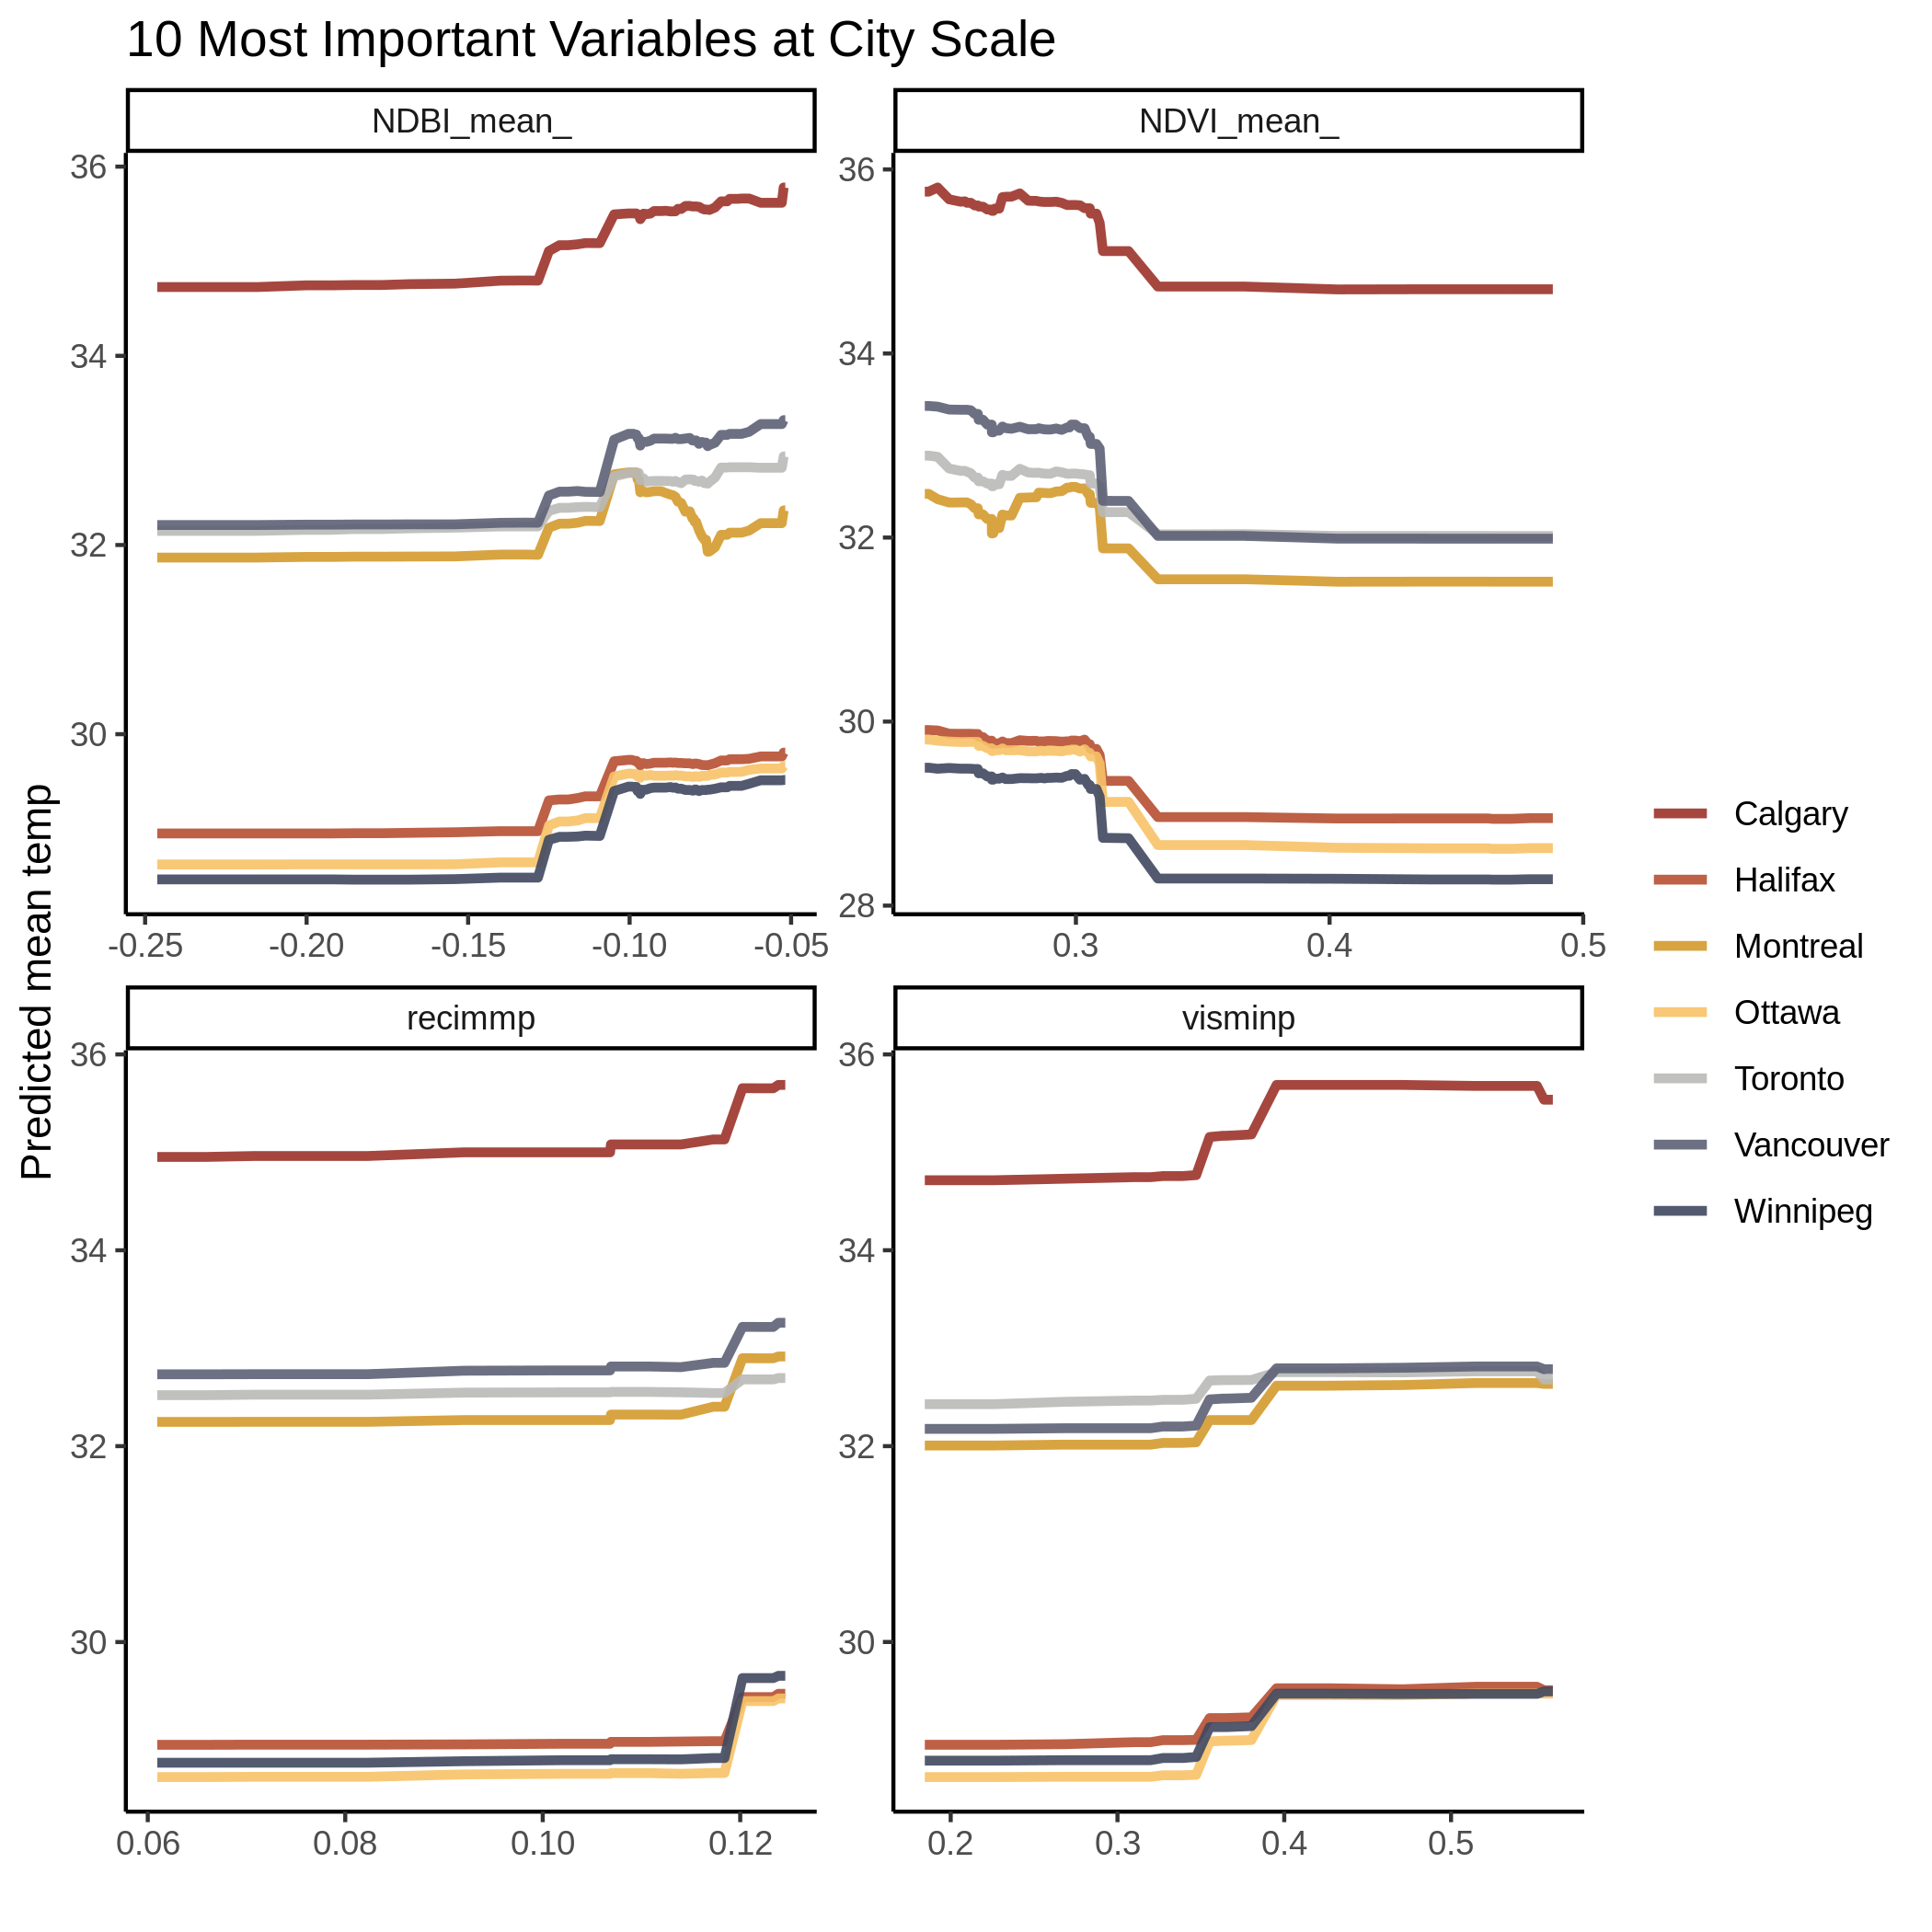 10 Most Important Variables at City Scale
NDBI_mean_
NDVI_mean_
36
34
32
30
36
34
32
30
28
-0.25 -0.20 -0.15 -0.10 -0.05
0.3 0.4 0.5
recimmp
visminp
36
34
32
30
36
34
32
30
0.06 0.08 0.10 0.12
0.2 0.3 0.4 0.5
Predicted mean temp
Calgary
Halifax
Montreal
Ottawa
Toronto
Vancouver
Winnipeg